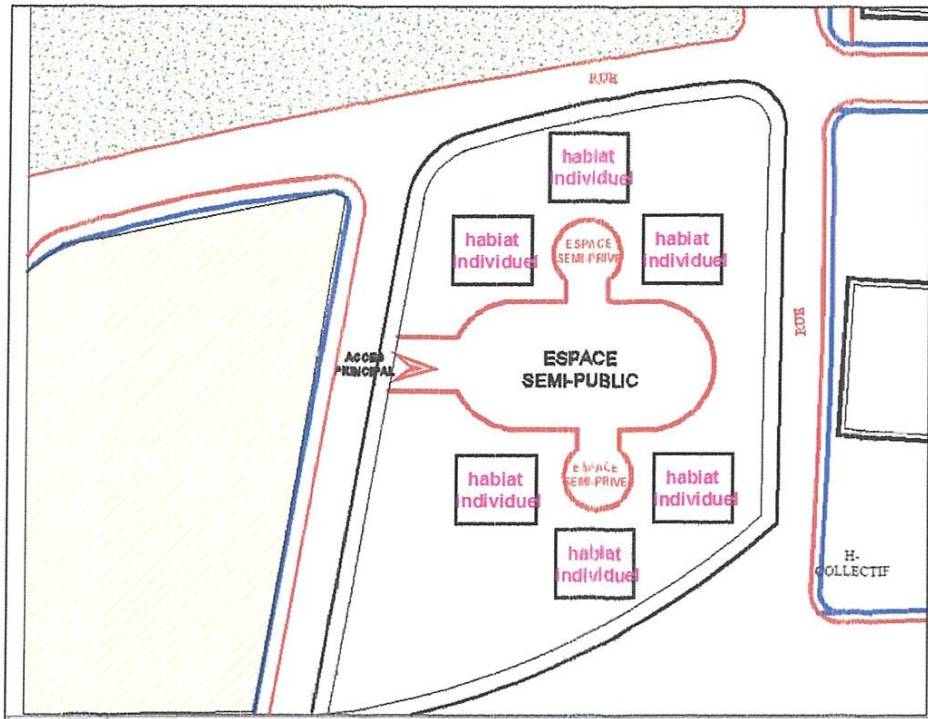 RUE
habiat
individuel
habiat
individuel
ESPACE
SEMI-PRIVE
habiat
individuel
RUE
ACCES
PRINCIPAL
ESPACE
SEMI-PUBLIC
habiat
individuel
ESPACE
SEMI-PRIVE
habiat
individuel
habiat
individuel
H-
COLLECTIF